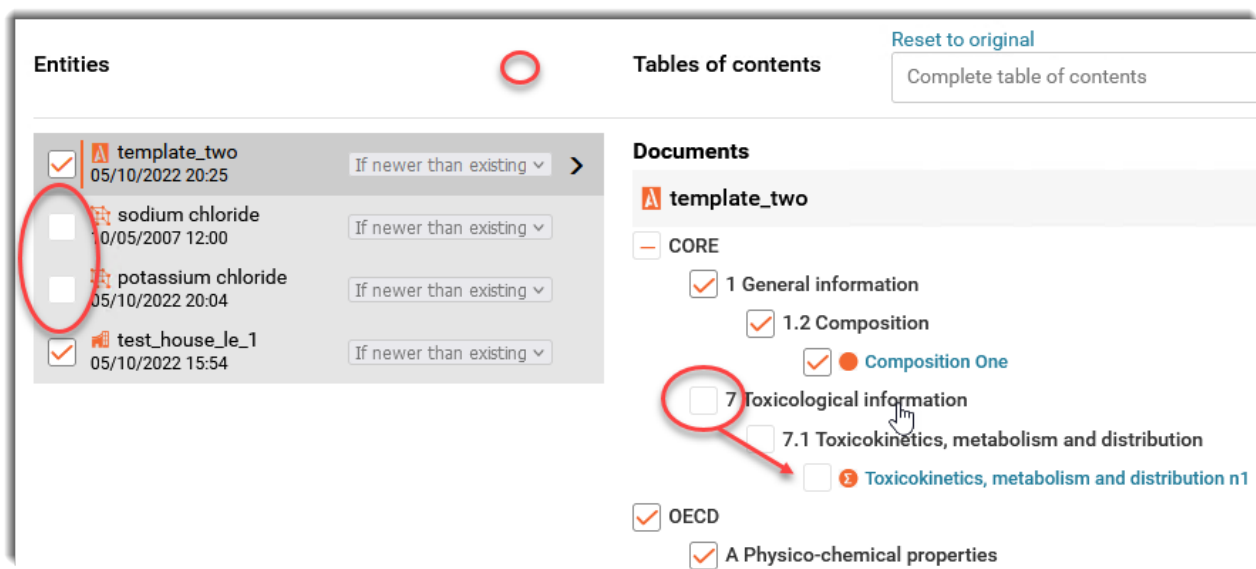 Entities
Tables of contents
Reset to original
Complete table of contents
template_two
05/10/2022 20:25
If newer than existing
sodium chloride
10/05/2007 12:00
If newer than existing
potassium chloride
05/10/2022 20:04
If newer than existing
test_house_le_1
05/10/2022 15:54
If newer than existing
Documents
template_two
CORE
1 General information
1.2 Composition
Composition One
7 Toxicological information
7.1 Toxicokinetics, metabolism and distribution
Σ Toxicokinetics, metabolism and distribution n1
OECD
A Physico-chemical properties